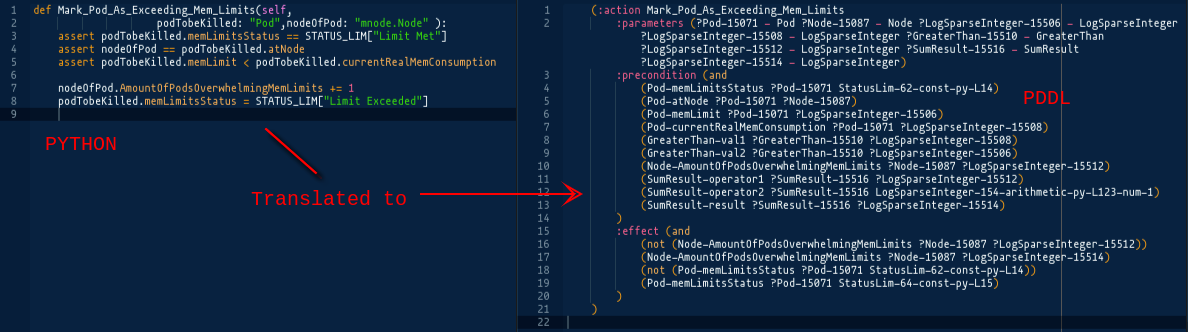 1 def Mark_Pod_As_Exceeding_Mem_Limits(self,
2 podTobeKilled: "Pod",nodeOfPod: "mnode.Node" ):
3 assert podTobeKilled.memLimitsStatus == STATUS_LIM["Limit Met"]
4 assert nodeOfPod == podTobeKilled.atNode
5 assert podTobeKilled.memLimit < podTobeKilled.currentRealMemConsumption
6
7 nodeOfPod.AmountOfPodsOverwhelmingMemLimits += 1
8 podTobeKilled.memLimitsStatus = STATUS_LIM["Limit Exceeded"]
9
PYTHON
Translated to
1 (:action Mark_Pod_As_Exceeding_Mem_Limits
2 :parameters (?Pod-15071 - Pod ?Node-15087 - Node ?LogSparseInteger-15506 - LogSparseInteger
?LogSparseInteger-15508 - LogSparseInteger ?GreaterThan-15510 - GreaterThan
?LogSparseInteger-15512 - LogSparseInteger ?SumResult-15516 - SumResult
?LogSparseInteger-15514 - LogSparseInteger)
3 :precondition (and
4 (Pod-memLimitsStatus ?Pod-15071 StatusLim-62-const-py-L14)
PDDL
5 (Pod-atNode ?Pod-15071 ?Node-15087)
6 (Pod-memLimit ?Pod-15071 ?LogSparseInteger-15506)
7 (Pod-currentRealMemConsumption ?Pod-15071 ?LogSparseInteger-15508)
8 (GreaterThan-val1 ?GreaterThan-15510 ?LogSparseInteger-15508)
9 (GreaterThan-val2 ?GreaterThan-15510 ?LogSparseInteger-15506)
10 (Node-AmountOfPodsOverwhelmingMemLimits ?Node-15087 ?LogSparseInteger-15512)
11 (SumResult-operator1 ?SumResult-15516 ?LogSparseInteger-15512)
12 (SumResult-operator2 ?SumResult-15516 LogSparseInteger-154-arithmetic-py-L123-num-1)
13 (SumResult-result ?SumResult-15516 ?LogSparseInteger-15514)
14 )
15 :effect (and
16 (not (Node-AmountOfPodsOverwhelmingMemLimits ?Node-15087 ?LogSparseInteger-15512))
17 (Node-AmountOfPodsOverwhelmingMemLimits ?Node-15087 ?LogSparseInteger-15514)
18 (not (Pod-memLimitsStatus ?Pod-15071 StatusLim-62-const-py-L14))
19 (Pod-memLimitsStatus ?Pod-15071 StatusLim-64-const-py-L15)
20 )
21 )
22